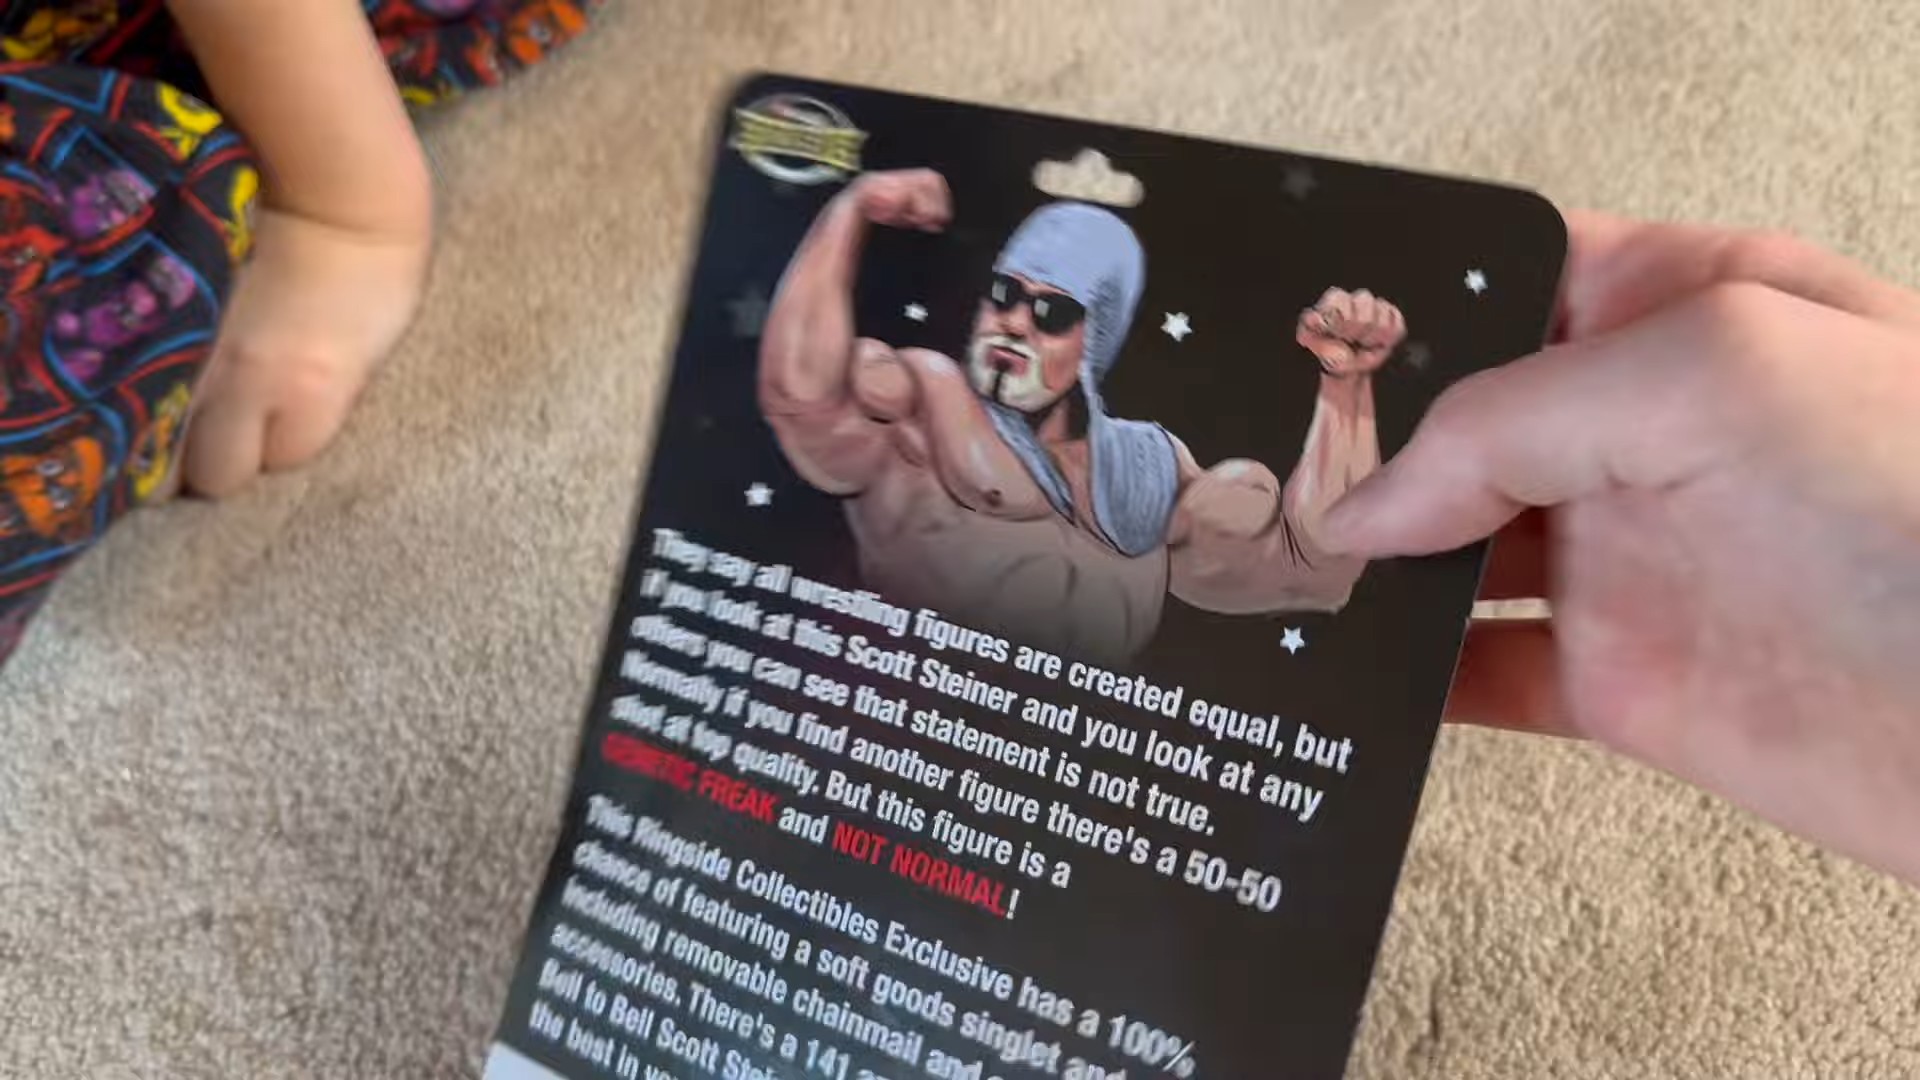 They say all wrestling figures are created equal, but
if you look at this Scott Steiner and you look at any
others you can see that statement is not true.
Normally if you find another figure there's a 50-50
shot at top quality. But this figure is a
GENETIC FREAK and NOT NORMAL!
This Ringside Collectibles Exclusive has a 100%
chance of featuring a soft goods singlet and
including removable chainmail and
accessories. There's a 141
Bell to Bell Scott
the best in